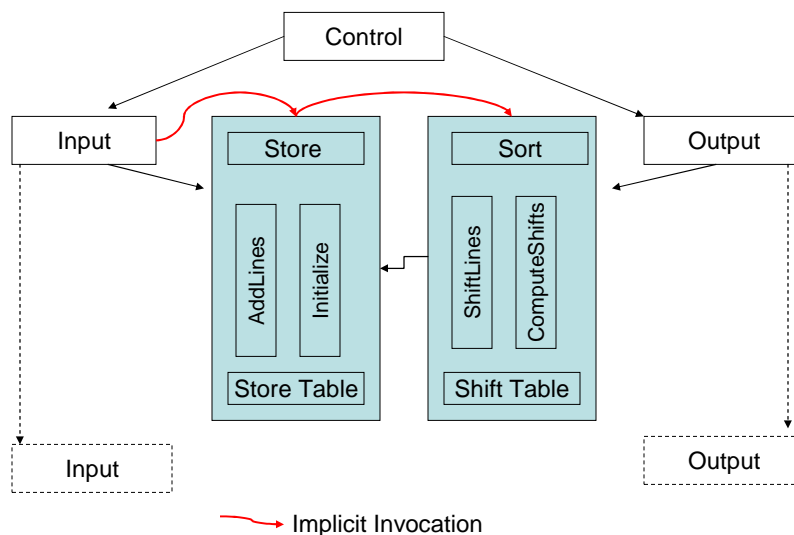 Control
Input
Store
Sort
Output
AddLines
Initialize
ShiftLines
ComputeShifts
Store Table
Shift Table
Input
Output
Implicit Invocation